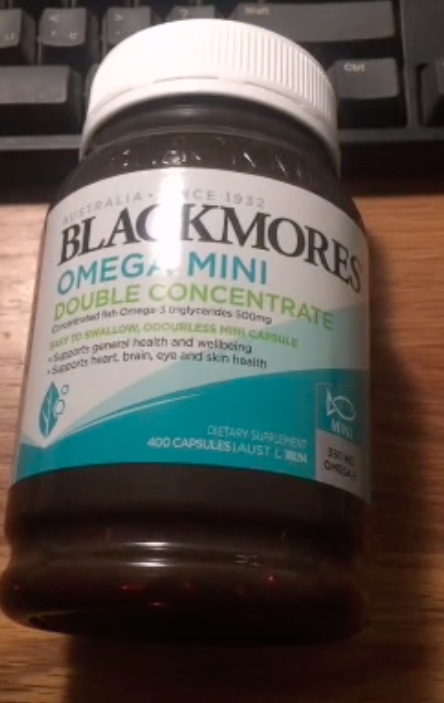 Shift
Ctrl
AUSTRALIA • SINCE 1932
BLACKMORES
OMEGA MINI
DOUBLE CONCENTRATE
Concentrated fish Omega-3 triglycerides 500mg
EASY TO SWALLOW, ODOURLESS MINI CAPSULE
• Supports general health and wellbeing
• Supports heart, brain, eye and skin health
MINI
DIETARY SUPPLEMENT
400 CAPSULES | AUST L
OMEGA-3